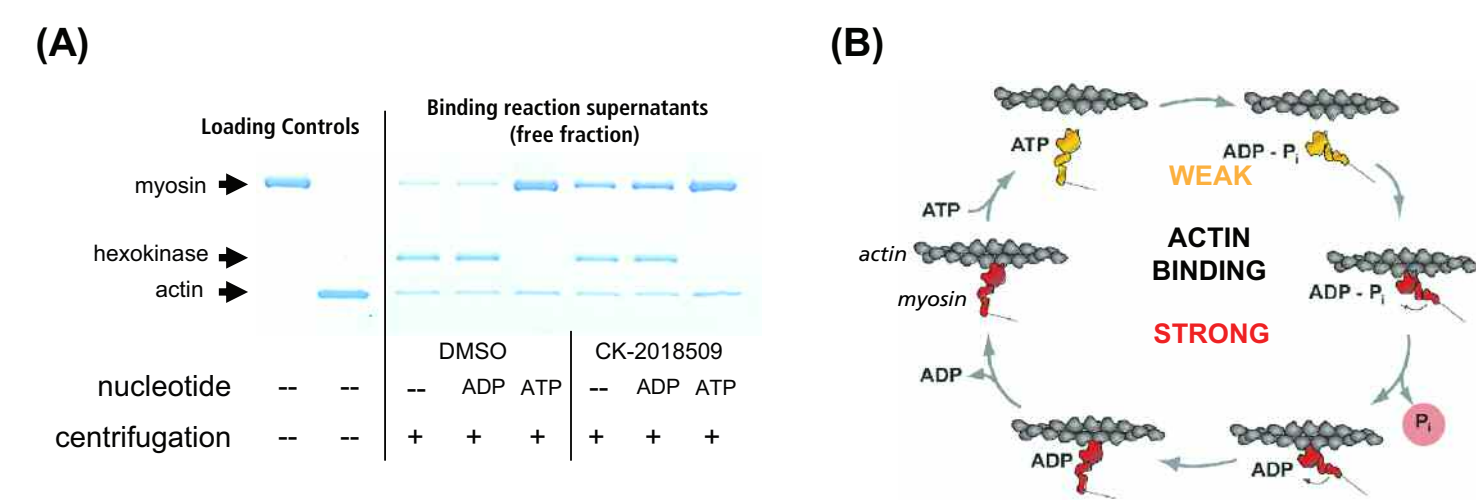 (A)
Loading Controls
Binding reaction supernatants
(free fraction)
myosin
hexokinase
actin
DMSO
CK-2018509
nucleotide -- -- -- ADP ATP -- ADP ATP
centrifugation -- -- + + + + + +
(B)
ATP
ADP - Pi
WEAK
ATP
actin
myosin
ACTIN
BINDING
ADP - Pi
STRONG
ADP
Pi
ADP
ADP